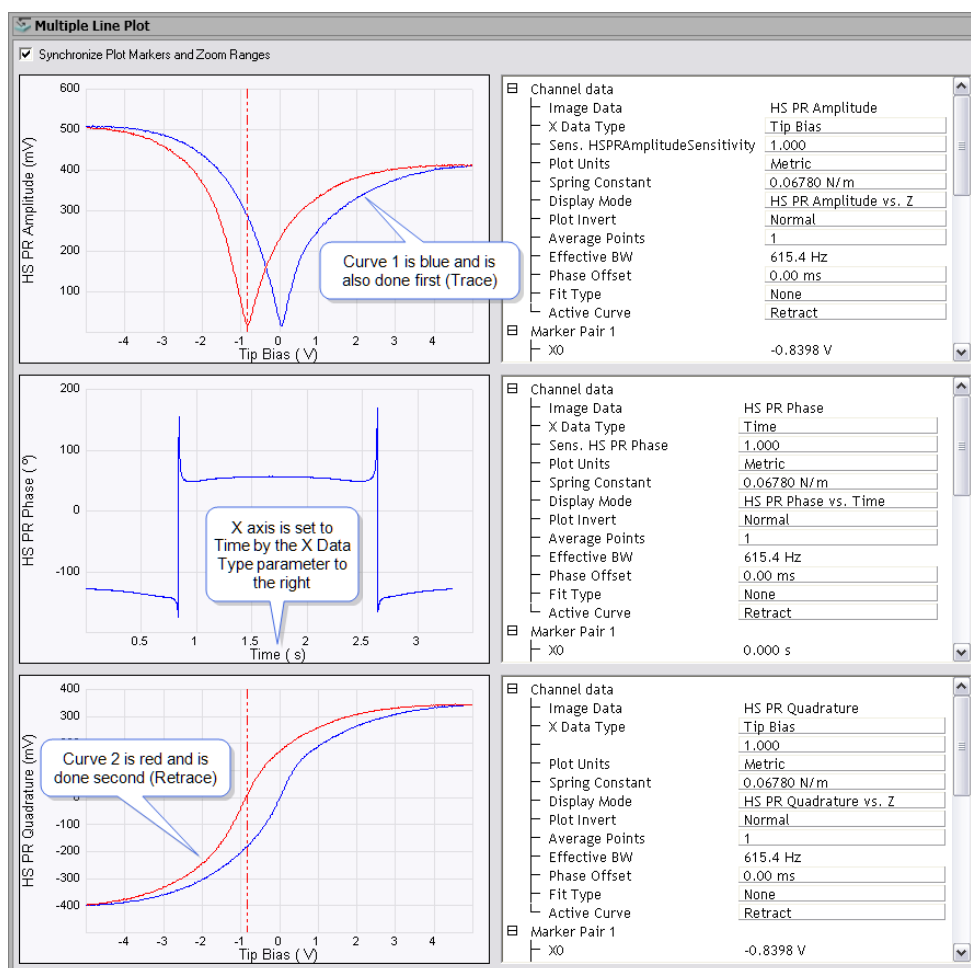 Multiple Line Plot
Synchronize Plot Markers and Zoom Ranges
600
500
400
300
200
100
HS PR Amplitude (mV)
-4 -3 -2 -1 0 1 2 3 4
Tip Bias ( V)
Curve 1 is blue and is
also done first (Trace)
Channel data
Image Data HS PR Amplitude
X Data Type Tip Bias
Sens. HSPRAmplitudeSensitivity 1.000
Plot Units Metric
Spring Constant 0.06780 N/m
Display Mode HS PR Amplitude vs. Z
Plot Invert Normal
Average Points 1
Effective BW 615.4 Hz
Phase Offset 0.00 ms
Fit Type None
Active Curve Retract
Marker Pair 1
X0 -0.8398 V
200
100
0
-100
HS PR Phase (º)
0.5 1 1.5 2 2.5 3
Time ( s)
X axis is set to
Time by the X Data
Type parameter to
the right
Channel data
Image Data HS PR Phase
X Data Type Time
Sens. HS PR Phase 1.000
Plot Units Metric
Spring Constant 0.06780 N/m
Display Mode HS PR Phase vs. Time
Plot Invert Normal
Average Points 1
Effective BW 615.4 Hz
Phase Offset 0.00 ms
Fit Type None
Active Curve Retract
Marker Pair 1
X0 0.000 s
400
300
0
-100
-200
-300
-400
HS PR Quadrature (mV)
-4 -3 -2 -1 0 1 2 3 4
Tip Bias ( V)
Curve 2 is red and is
done second (Retrace)
Channel data
Image Data HS PR Quadrature
X Data Type Tip Bias
1.000
Plot Units Metric
Spring Constant 0.06780 N/m
Display Mode HS PR Quadrature vs. Z
Plot Invert Normal
Average Points 1
Effective BW 615.4 Hz
Phase Offset 0.00 ms
Fit Type None
Active Curve Retract
Marker Pair 1
X0 -0.8398 V